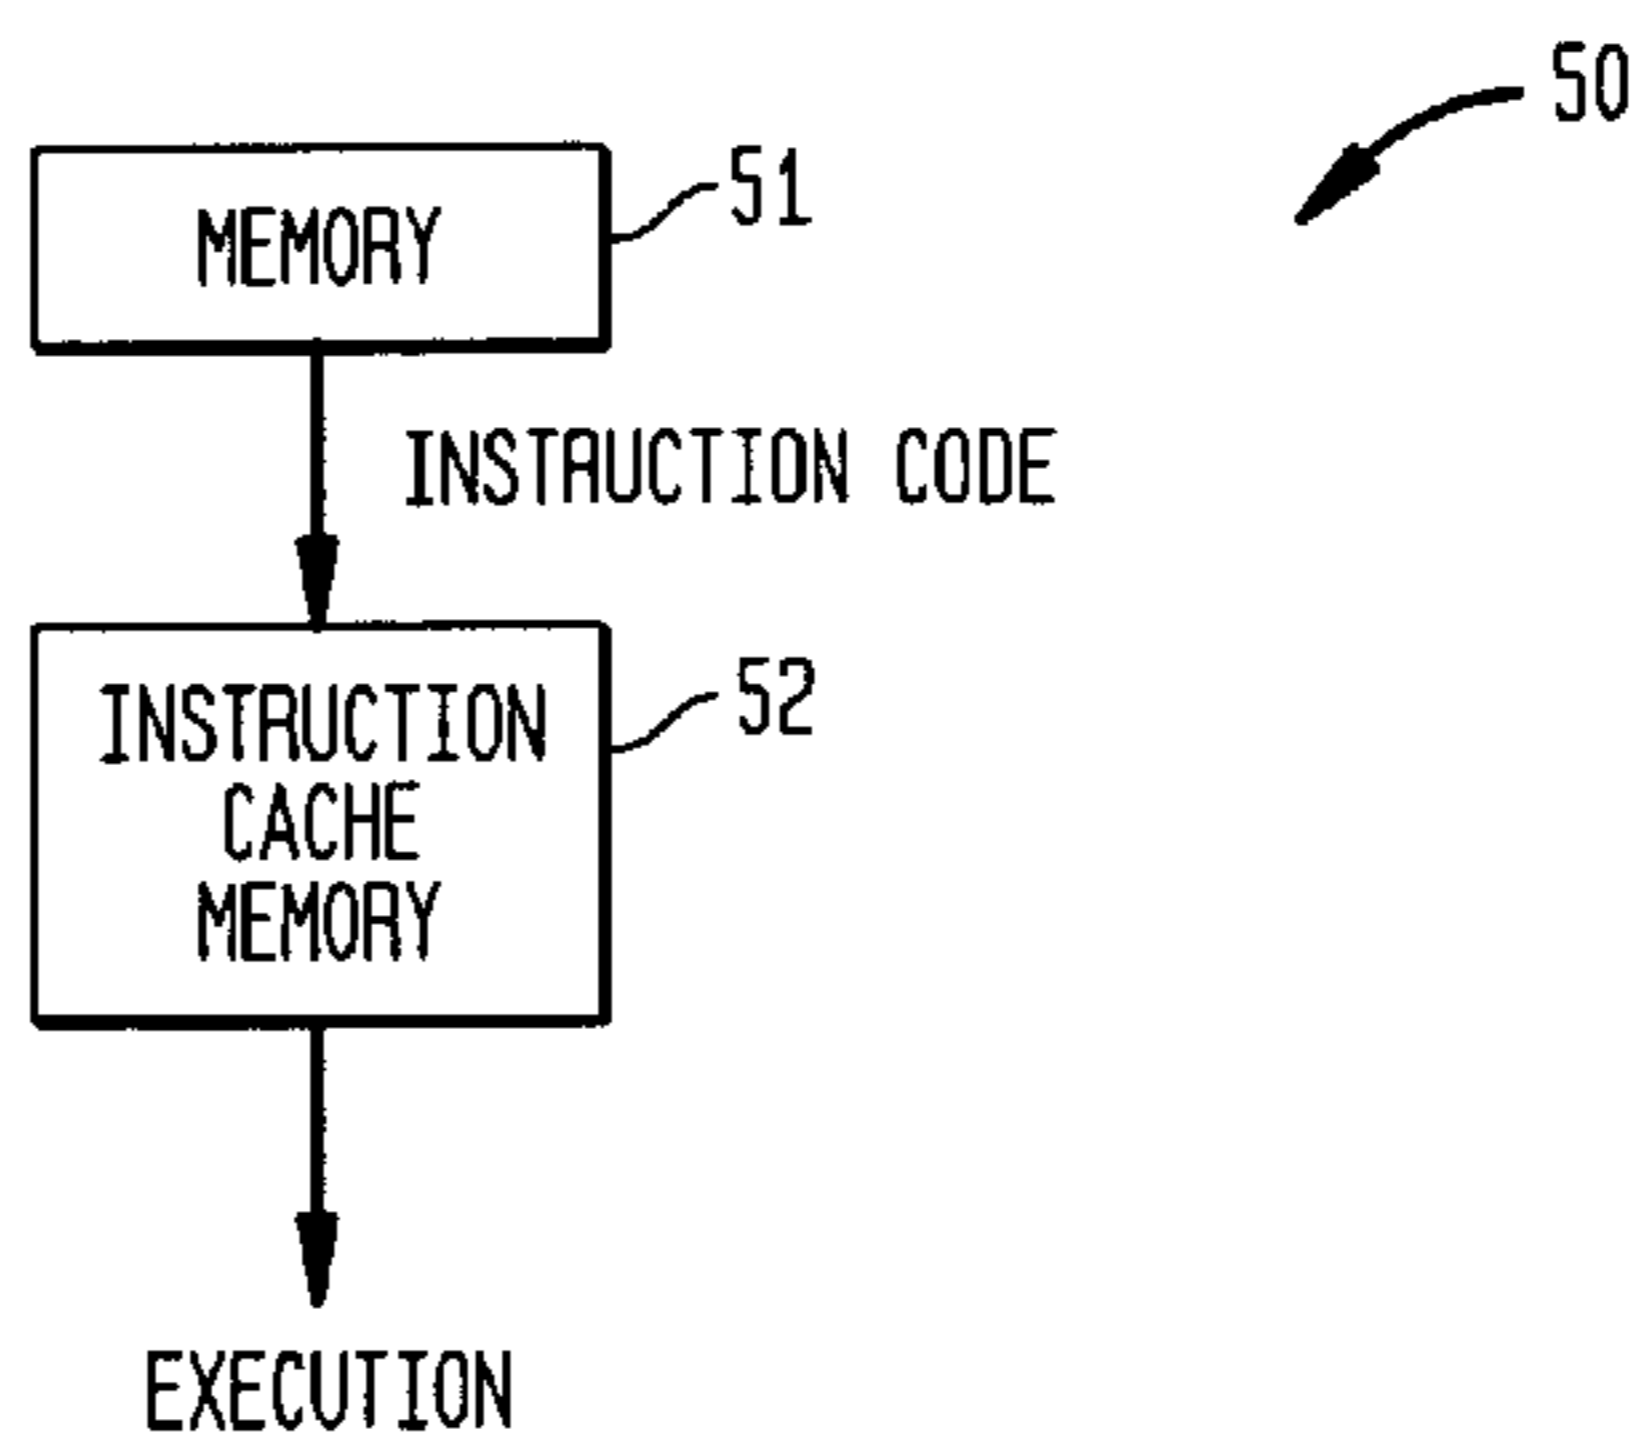 50
MEMORY
51
INSTRUCTION CODE
INSTRUCTION
CACHE
MEMORY
52
EXECUTION